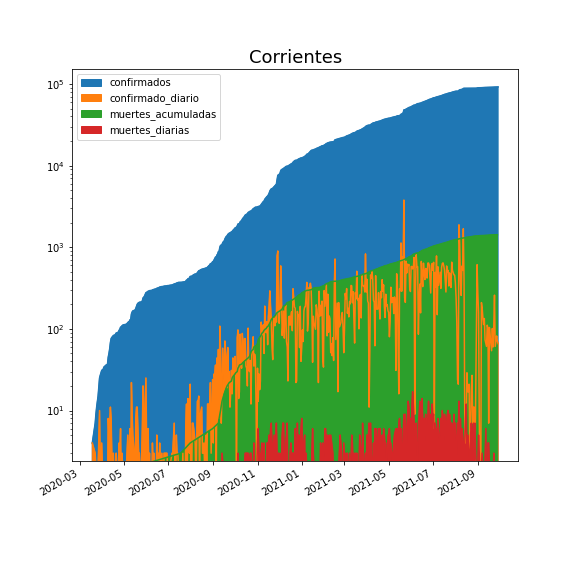 Corrientes
confirmados
confirmado_diario
muertes_acumuladas
muertes_diarias
10⁵
10⁴
10³
10²
10¹
2020-03 2020-05 2020-07 2020-09 2020-11 2021-01 2021-03 2021-05 2021-07 2021-09